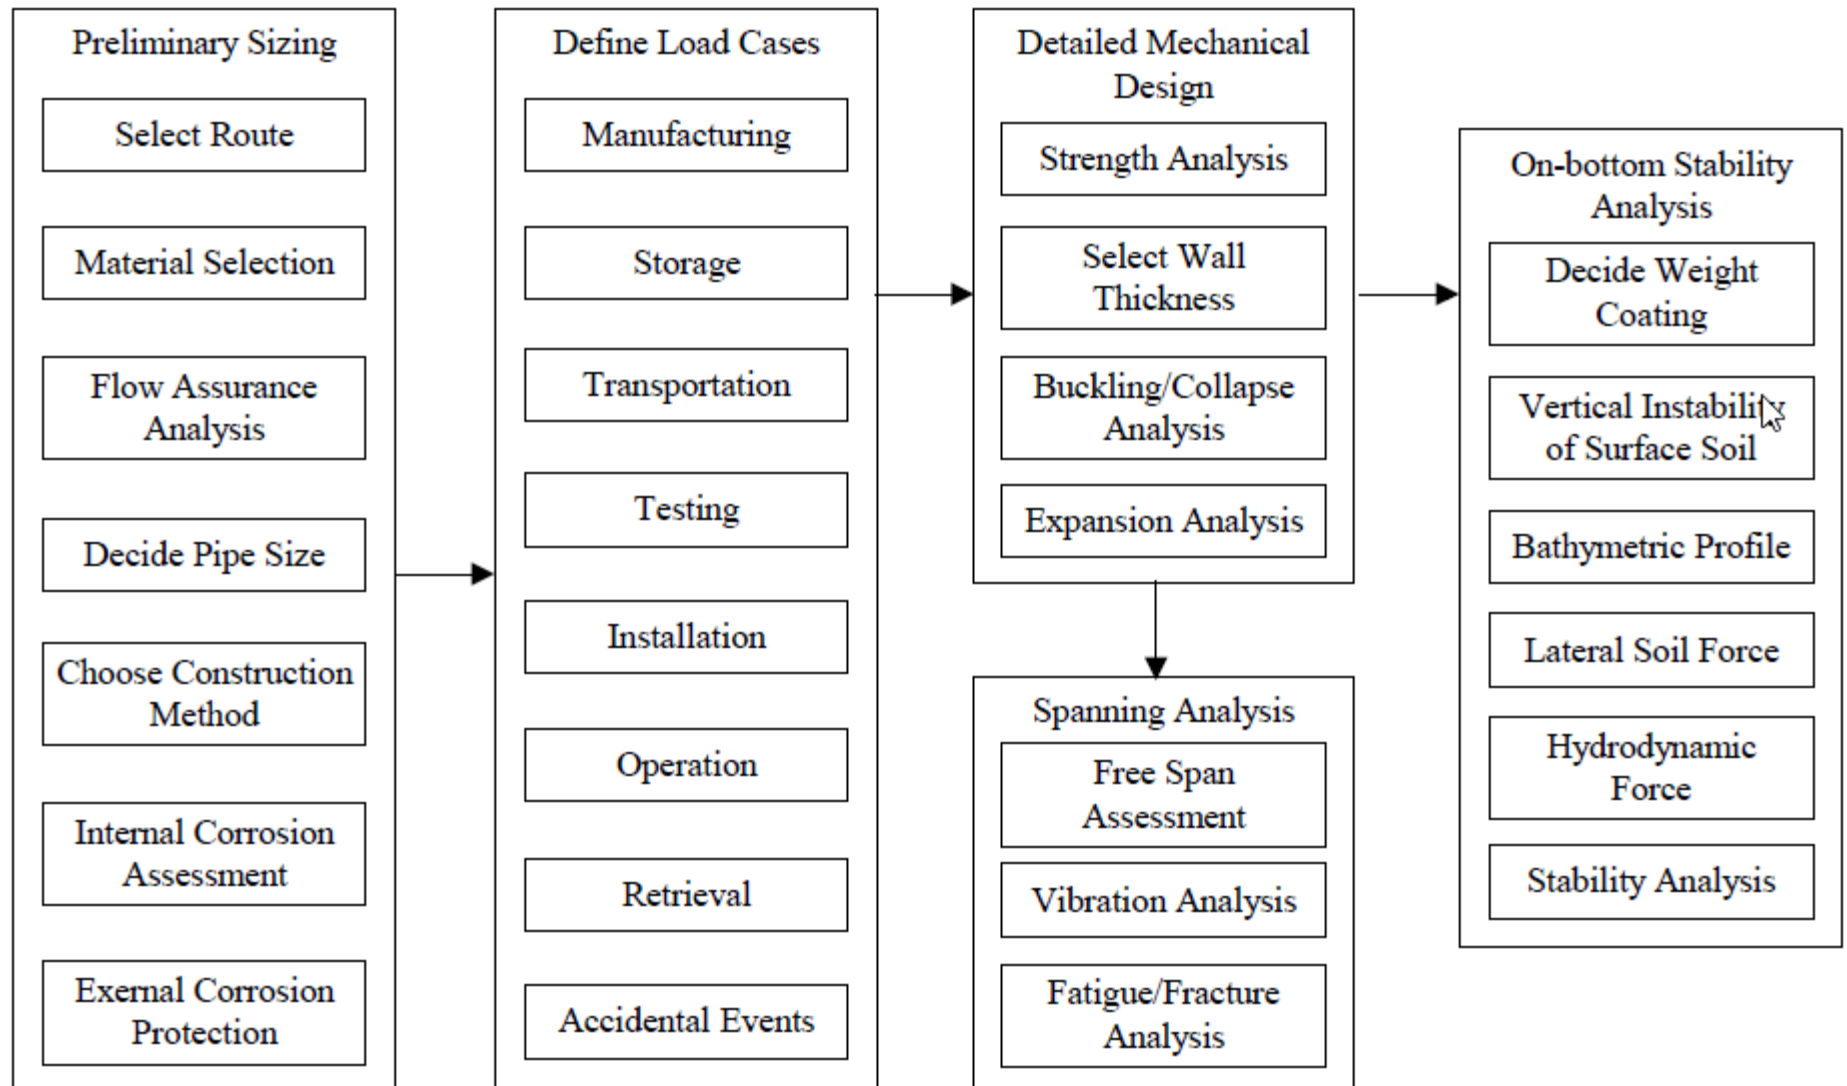 Preliminary Sizing
Select Route
Material Selection
Flow Assurance
Analysis
Decide Pipe Size
Choose Construction
Method
Internal Corrosion
Assessment
Exernal Corrosion
Protection
Define Load Cases
Manufacturing
Storage
Transportation
Testing
Installation
Operation
Retrieval
Accidental Events
Detailed Mechanical
Design
Strength Analysis
Select Wall
Thickness
Buckling/Collapse
Analysis
Expansion Analysis
Spanning Analysis
Free Span
Assessment
Vibration Analysis
Fatigue/Fracture
Analysis
On-bottom Stability
Analysis
Decide Weight
Coating
Vertical Instability
of Surface Soil
Bathymetric Profile
Lateral Soil Force
Hydrodynamic
Force
Stability Analysis